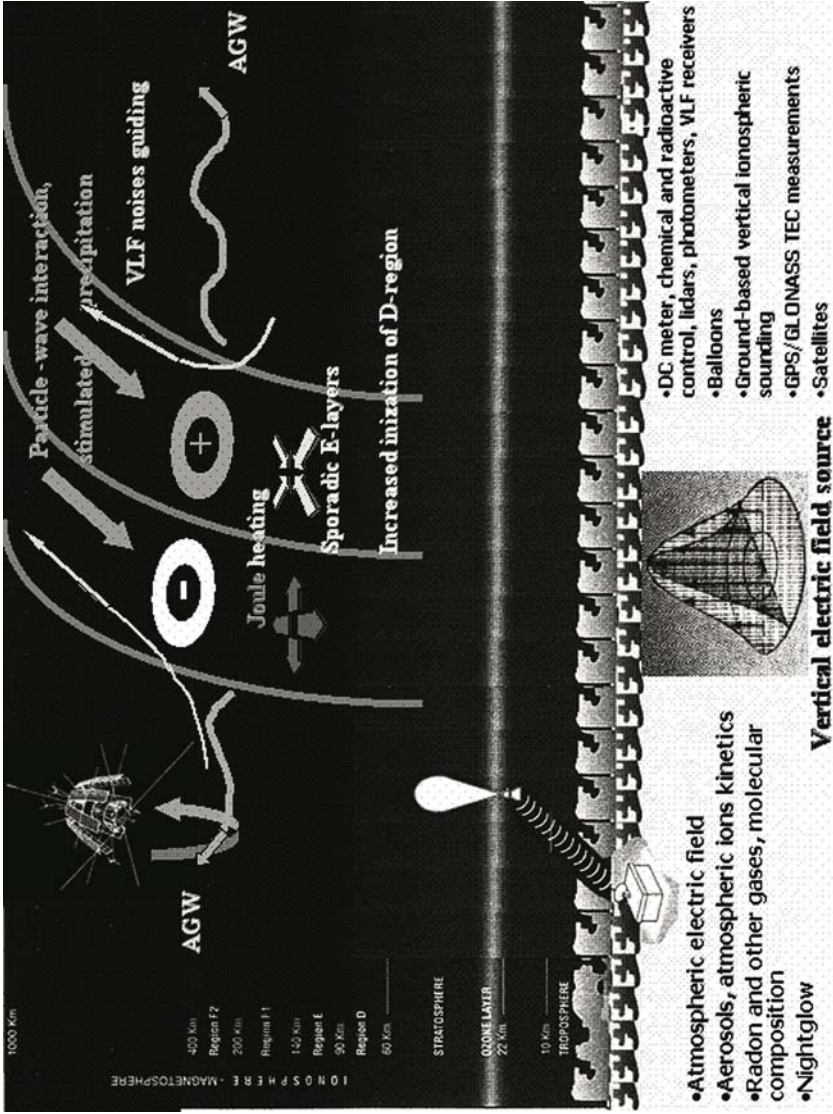 1000 Km
400 Km
Region F2
200 Km
Region F1
140 Km
Region E
90 Km
Region D
60 Km
STRATOSPHERE
OZONE LAYER
22 Km
10 Km
TROPOSPHERE
IONOSPHERE - MAGNETOSPHERE
AGW
Particle -wave interaction,
stimulated precipitation
VLF noises guiding
AGW
Joule heating
Sporadic E-layers
Increased inization of D-region
•Atmospheric electric field
•Aerosols, atmospheric ions kinetics
•Radon and other gases, molecular
composition
•Nightglow
Vertical electric field source
•DC meter, chemical and radioactive
control, lidars, photometers, VLF receivers
•Balloons
•Ground-based vertical ionospheric
sounding
•GPS/GLONASS TEC measurements
•Satellites
- 
+